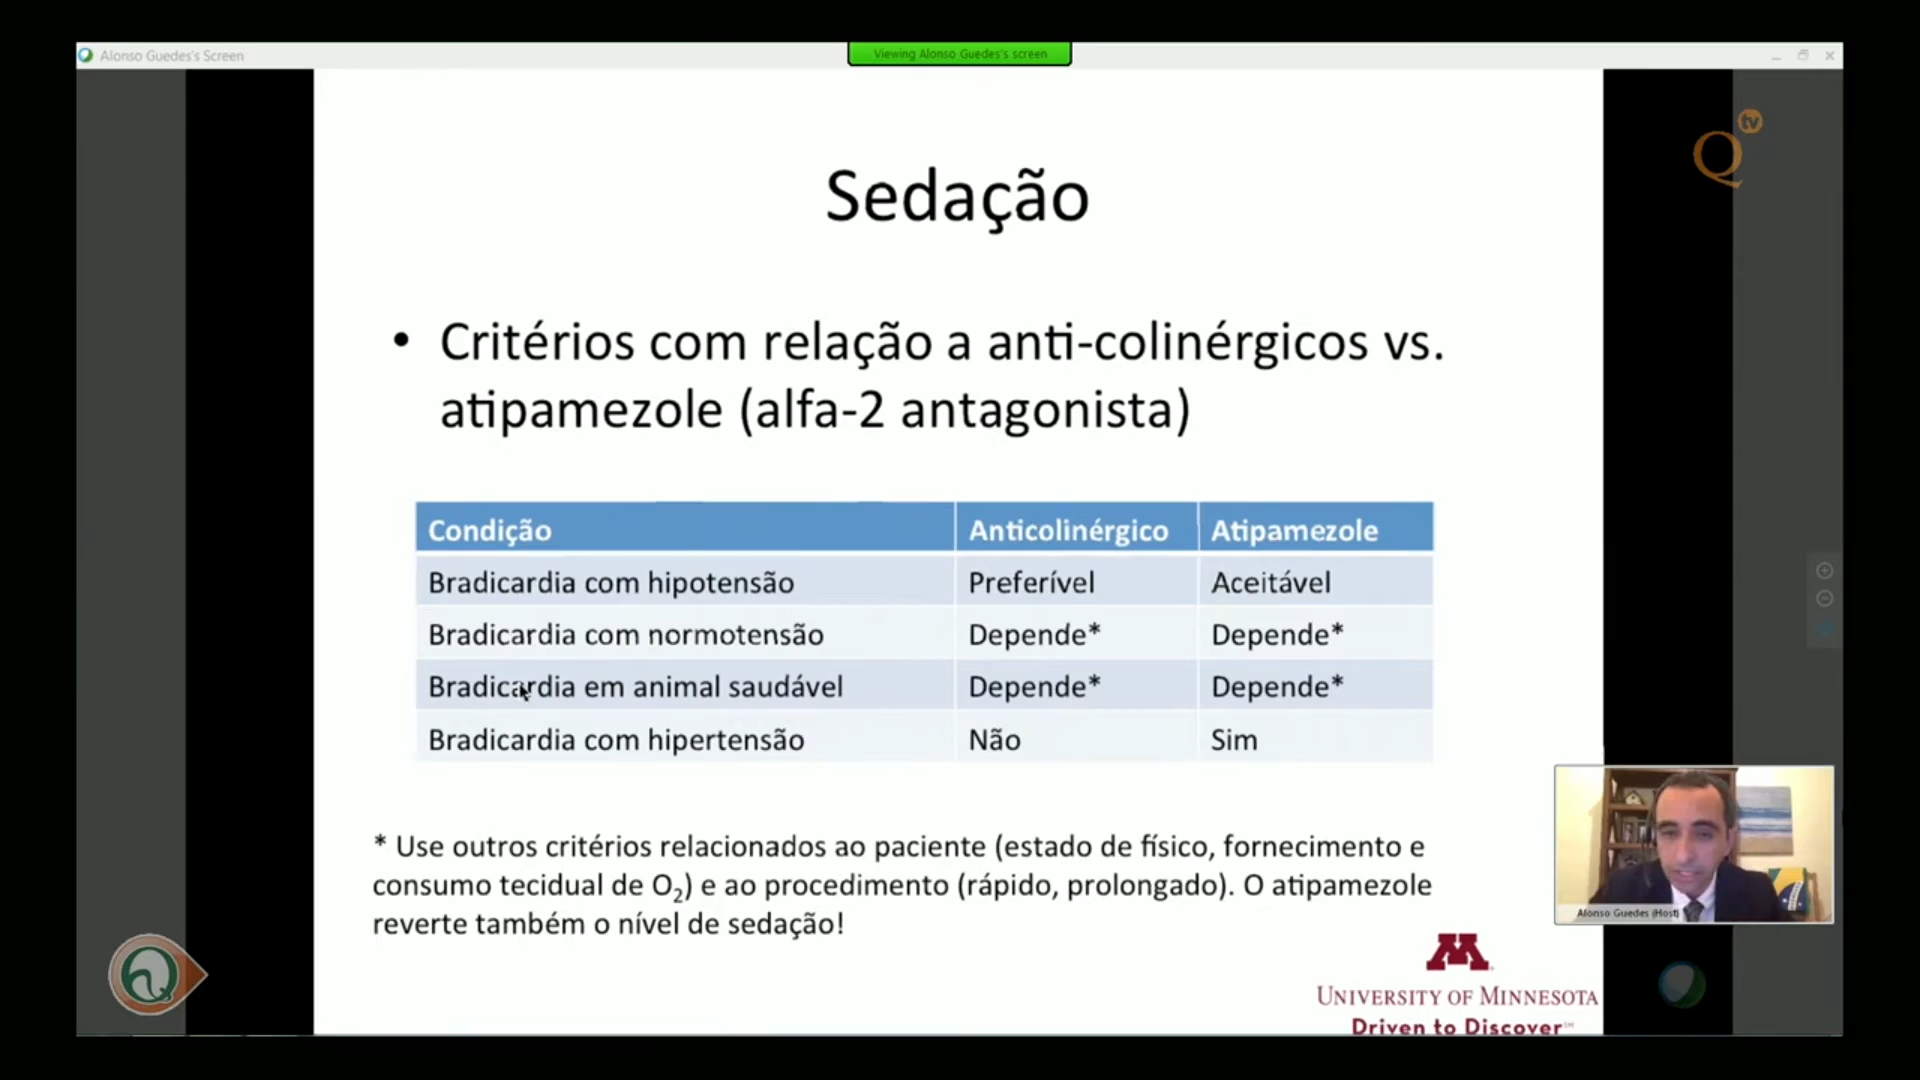 Alonso Guedes's Screen
Viewing Alonso Guedes's screen
tv
Q
Sedação
• Critérios com relação a anti-colinérgicos vs.
atipamezole (alfa-2 antagonista)
Condição Anticolinérgico Atipamezole
Bradicardia com hipotensão Preferível Aceitável
Bradicardia com normotensão Depende* Depende*
Bradicardia em animal saudável Depende* Depende*
Bradicardia com hipertensão Não Sim
* Use outros critérios relacionados ao paciente (estado de físico, fornecimento e
consumo tecidual de O₂) e ao procedimento (rápido, prolongado). O atipamezole
reverte também o nível de sedação!
Alonso Guedes (Host)
M
UNIVERSITY OF MINNESOTA
Driven to Discover℠